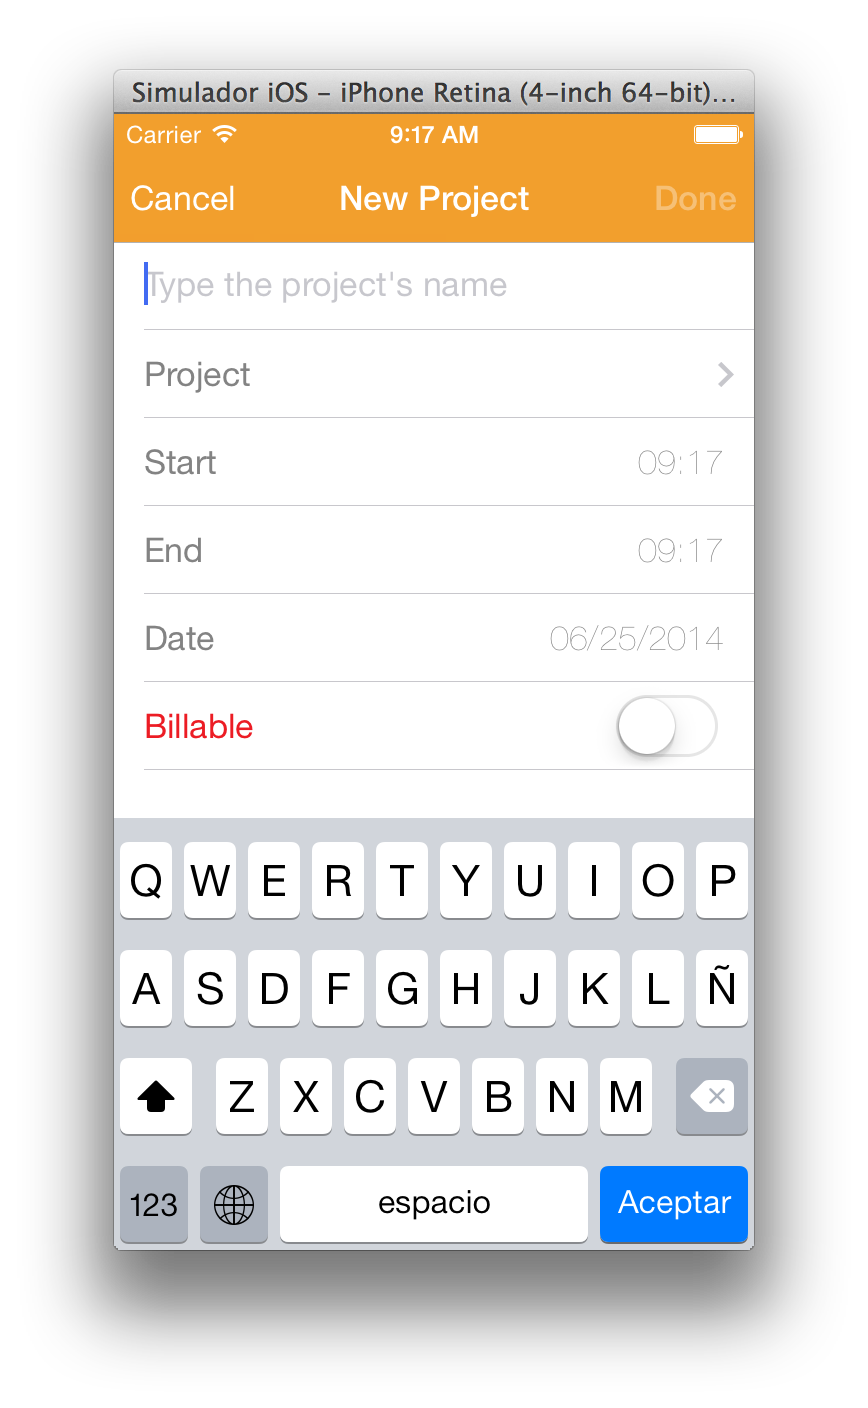 Simulador iOS - iPhone Retina (4-inch 64-bit)...
Carrier 9:17 AM
Cancel New Project Done
Type the project's name
Project
Start 09:17
End 09:17
Date 06/25/2014
Billable
Q W E R T Y U I O P
A S D F G H J K L Ñ
Z X C V B N M
123 espacio Aceptar